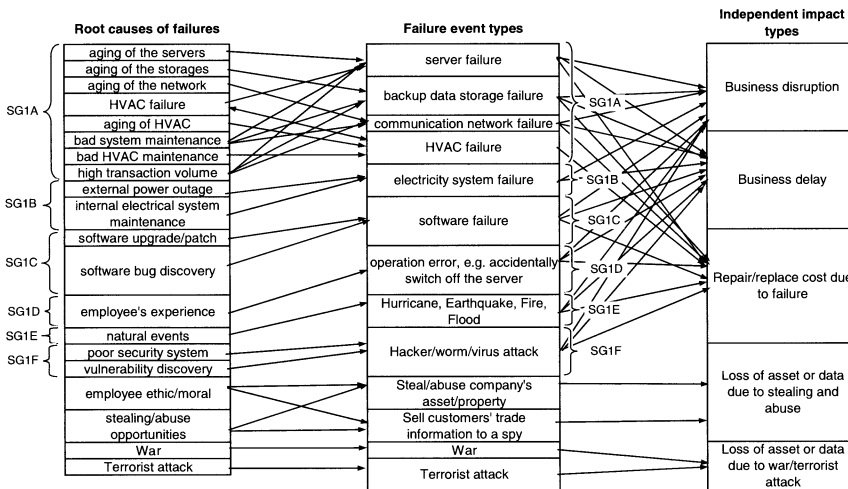 Root causes of failures
aging of the servers
aging of the storages
aging of the network
HVAC failure
aging of HVAC
bad system maintenance
bad HVAC maintenance
high transaction volume
external power outage
internal electrical system
maintenance
software upgrade/patch
software bug discovery
employee's experience
natural events
poor security system
vulnerability discovery
employee ethic/moral
stealing/abuse
opportunities
War
Terrorist attack
SG1A
SG1B
SG1C
SG1D
SG1E
SG1F
Failure event types
server failure
backup data storage failure
communication network failure
HVAC failure
electricity system failure
software failure
operation error, e.g. accidentally
switch off the server
Hurricane, Earthquake, Fire,
Flood
Hacker/worm/virus attack
Steal/abuse company's
asset/property
Sell customers' trade
information to a spy
War
Terrorist attack
SG1A
SG1B
SG1C
SG1D
SG1E
SG1F
Independent impact
types
Business disruption
Business delay
Repair/replace cost due
to failure
Loss of asset or data
due to stealing and
abuse
Loss of asset or data
due to war/terrorist
attack